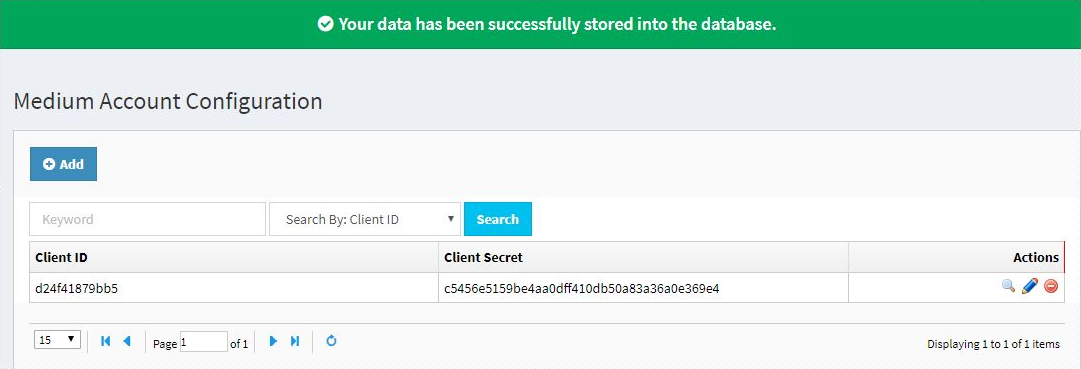 Your data has been successfully stored into the database.
Medium Account Configuration
Add
Keyword
Search By: Client ID
Search
Client ID Client Secret Actions
d24f41879bb5 c5456e5159be4aa0dff410db50a83a36a0e369e4
15 Page 1 of 1 Displaying 1 to 1 of 1 items